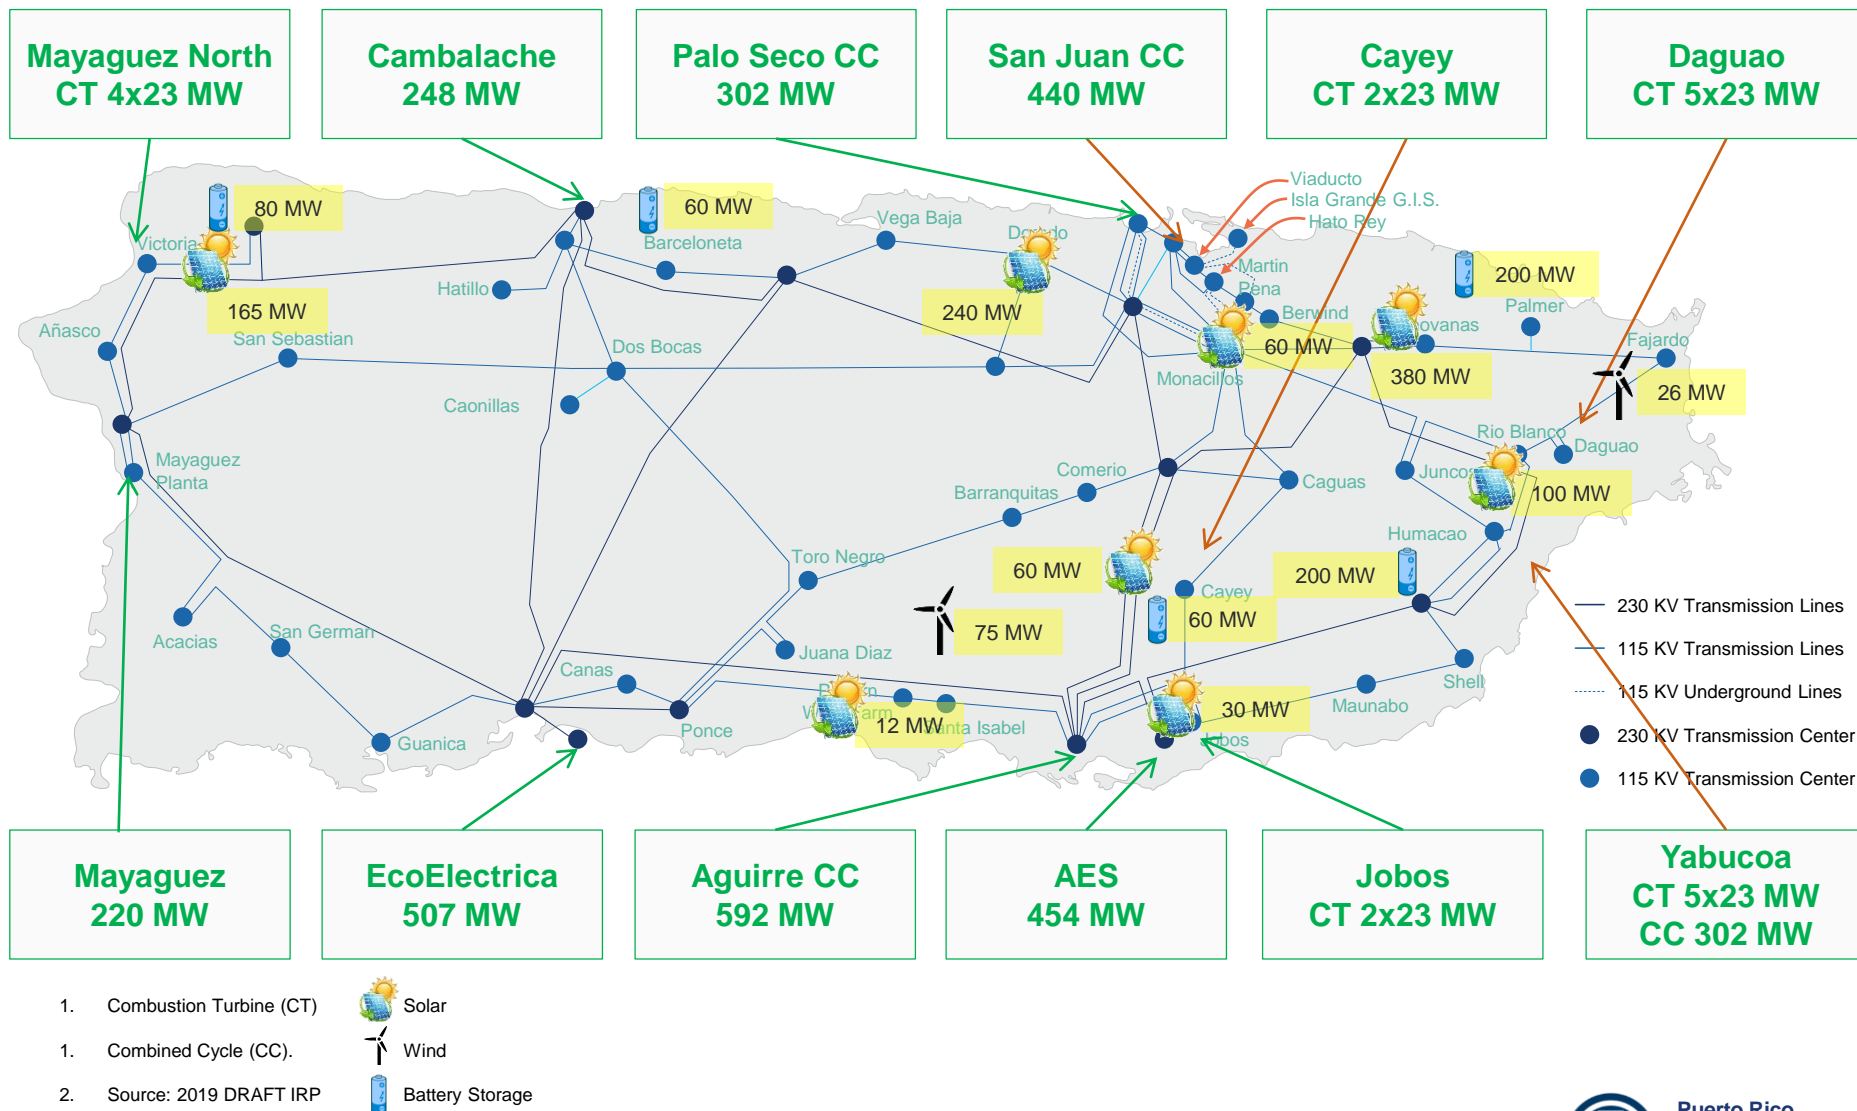 Mayaguez North
CT 4x23 MW
Cambalache
248 MW
Palo Seco CC
302 MW
San Juan CC
440 MW
Cayey
CT 2x23 MW
Daguao
CT 5x23 MW
Viaducto
Isla Grande G.I.S.
Hato Rey
80 MW
60 MW
Vega Baja
Victoria
Barceloneta
Martin
Pena
200 MW
Hatillo
165 MW
240 MW
Berwind
Palmer
Añasco
San Sebastian
Dos Bocas
60 MW
Fajardo
Monacillos
380 MW
26 MW
Caonillas
Rio Blanco
Daguao
Mayaguez
Planta
Comerio
Caguas
Juncos
Barranquitas
100 MW
Humacao
Toro Negro
60 MW
200 MW
Cayey
60 MW
75 MW
Acacias
San German
Juana Diaz
Canas
Shell
Maunabo
12 MW
Santa Isabel
30 MW
Ponce
Guanica
Jobos
230 KV Transmission Lines
115 KV Transmission Lines
115 KV Underground Lines
230 KV Transmission Center
115 KV Transmission Center
Mayaguez
220 MW
EcoElectrica
507 MW
Aguirre CC
592 MW
AES
454 MW
Jobos
CT 2x23 MW
Yabucoa
CT 5x23 MW
CC 302 MW
1. Combustion Turbine (CT)
Solar
1. Combined Cycle (CC).
Wind
2. Source: 2019 DRAFT IRP
Battery Storage
Puerto Rico